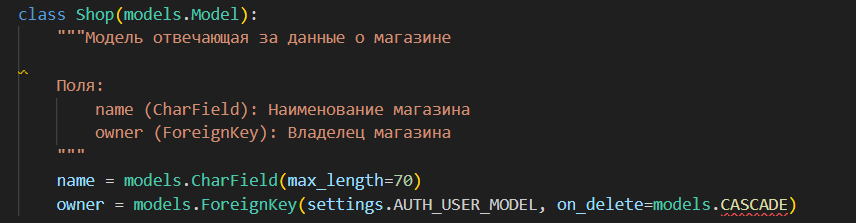 class Shop(models.Model):
"""Модель отвечающая за данные о магазине
Поля:
name (CharField): Наименование магазина
owner (ForeignKey): Владелец магазина
"""
name = models.CharField(max_length=70)
owner = models.ForeignKey(settings.AUTH_USER_MODEL, on_delete=models.CASCADE)